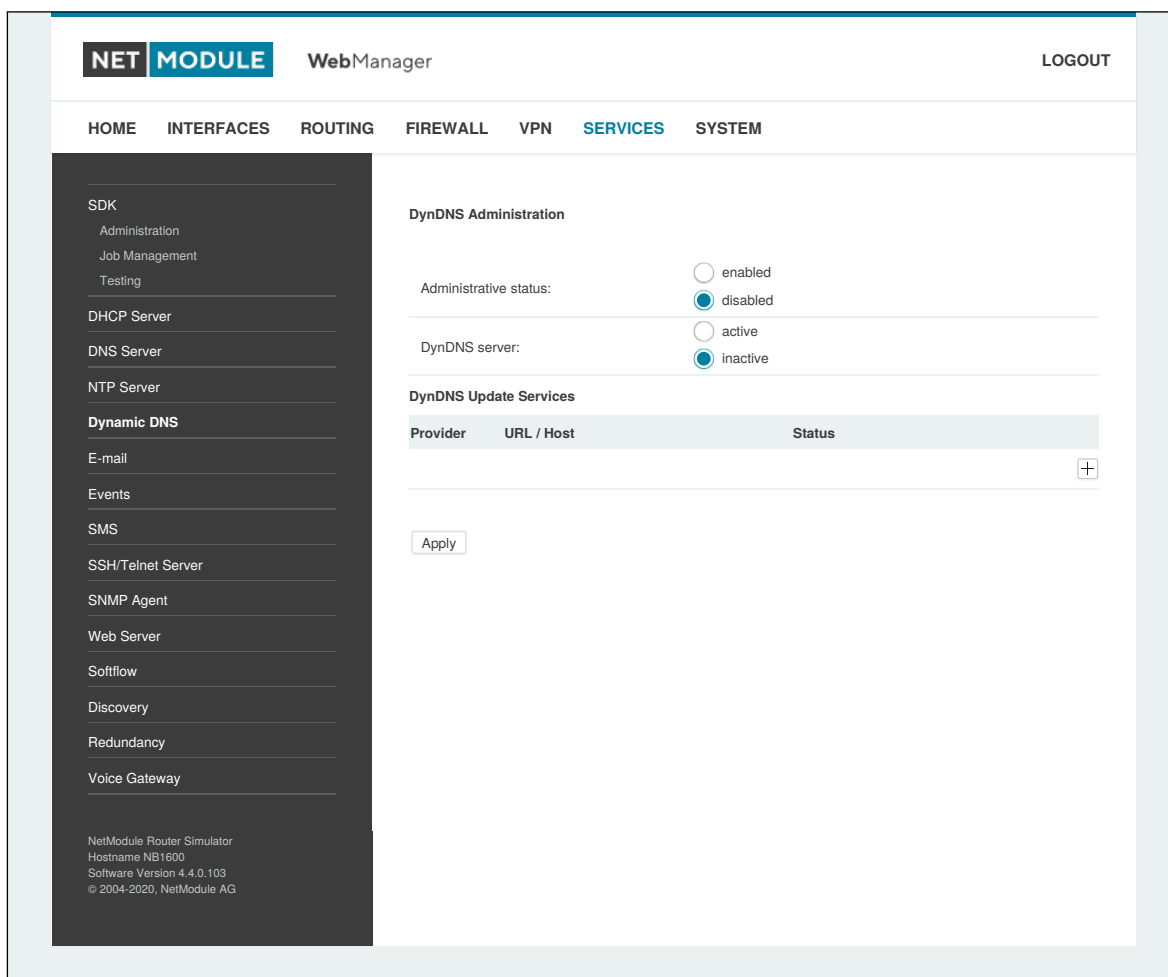 NET MODULE WebManager LOGOUT
HOME INTERFACES ROUTING FIREWALL VPN SERVICES SYSTEM
SDK
Administration
Job Management
Testing
DHCP Server
DNS Server
NTP Server
Dynamic DNS
E-mail
Events
SMS
SSH/Telnet Server
SNMP Agent
Web Server
Softflow
Discovery
Redundancy
Voice Gateway
NetModule Router Simulator
Hostname NB1600
Software Version 4.4.0.103
© 2004-2020, NetModule AG
DynDNS Administration
Administrative status:
enabled
disabled
DynDNS server:
active
inactive
DynDNS Update Services
Provider URL / Host Status
Apply